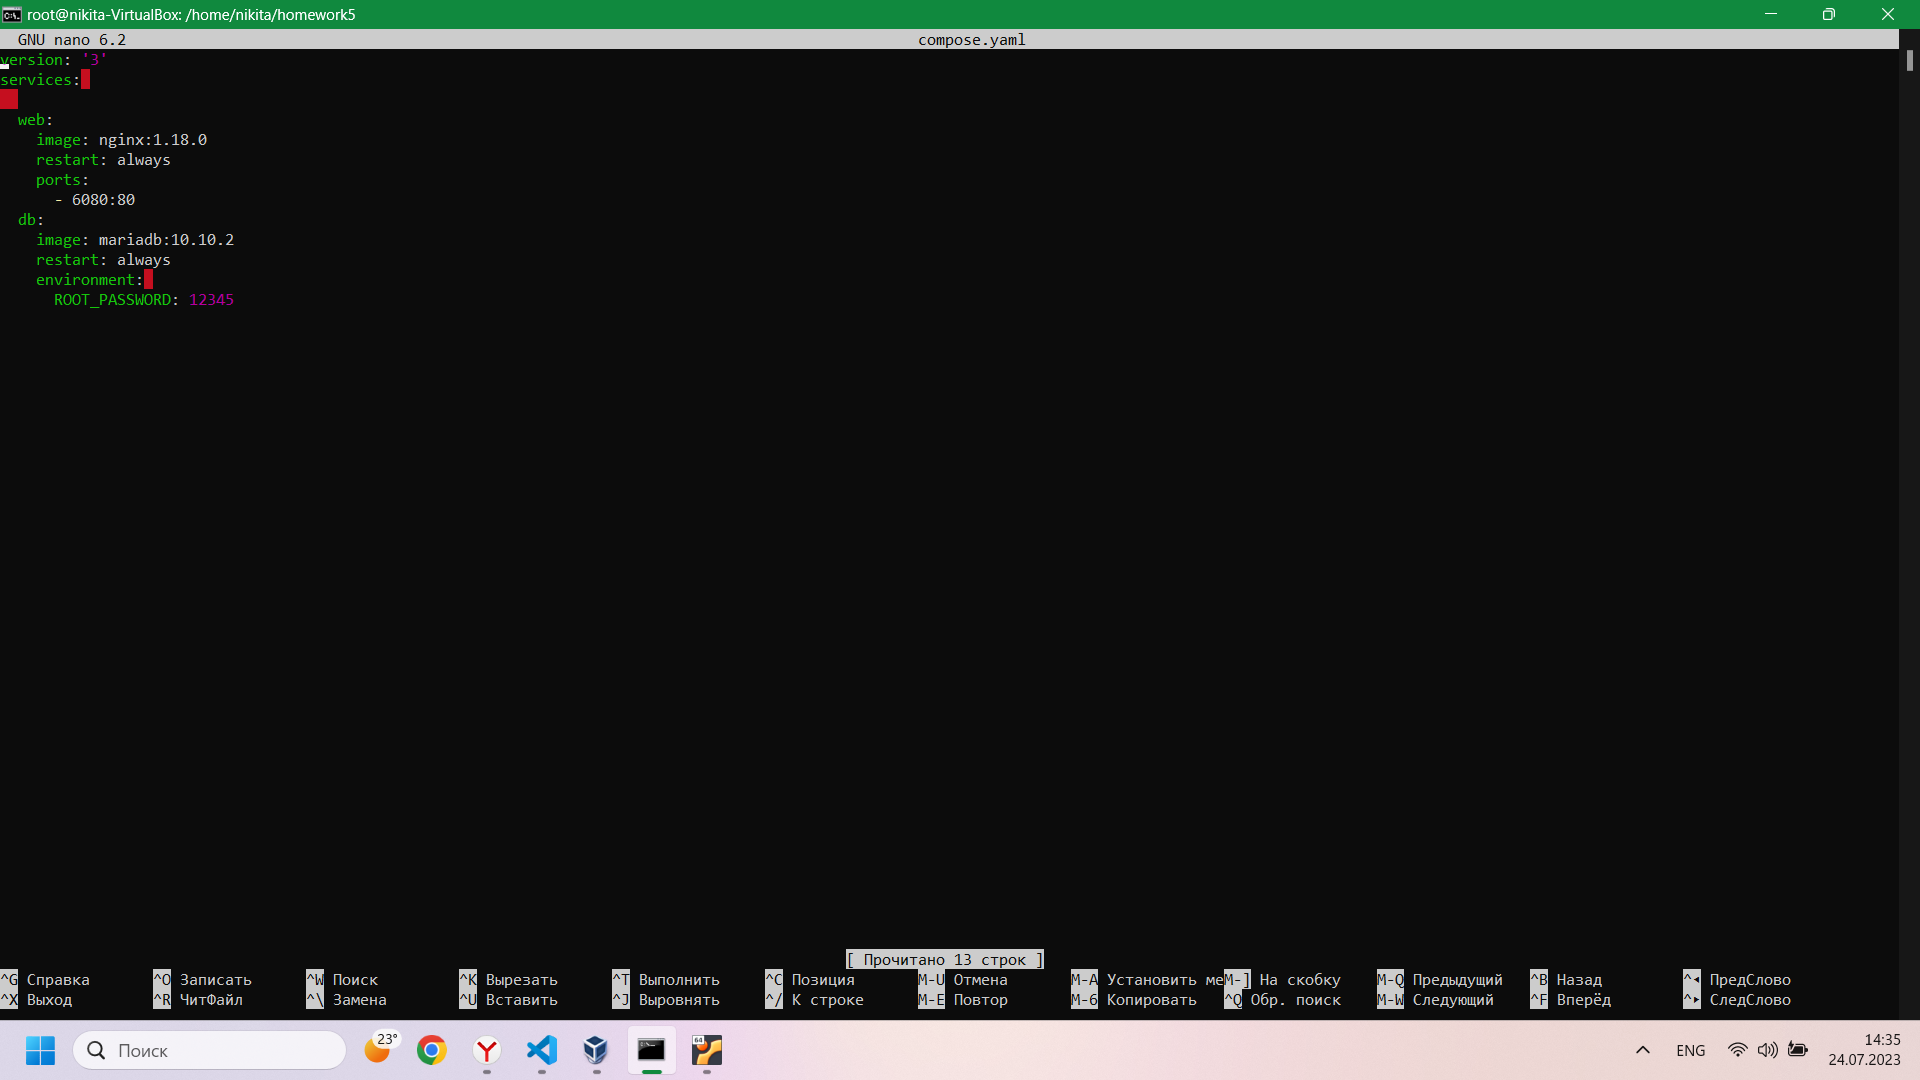 root@nikita-VirtualBox: /home/nikita/homework5
GNU nano 6.2 compose.yaml
version: '3'
services:
web:
image: nginx:1.18.0
restart: always
ports:
- 6080:80
db:
image: mariadb:10.10.2
restart: always
environment:
ROOT_PASSWORD: 12345
[ Прочитано 13 строк ]
^G Справка ^O Записать ^W Поиск ^K Вырезать ^T Выполнить ^C Позиция M-U Отмена M-A Установить ме M-] На скобку M-Q Предыдущий ^B Назад ^◂ ПредСлово
^X Выход ^R ЧитФайл ^\ Замена ^U Вставить ^J Выровнять ^/ К строке M-E Повтор M-6 Копировать ^Q Обр. поиск M-W Следующий ^F Вперёд ^▸ СледСлово
Поиск 23° 64 ENG 14:35
24.07.2023